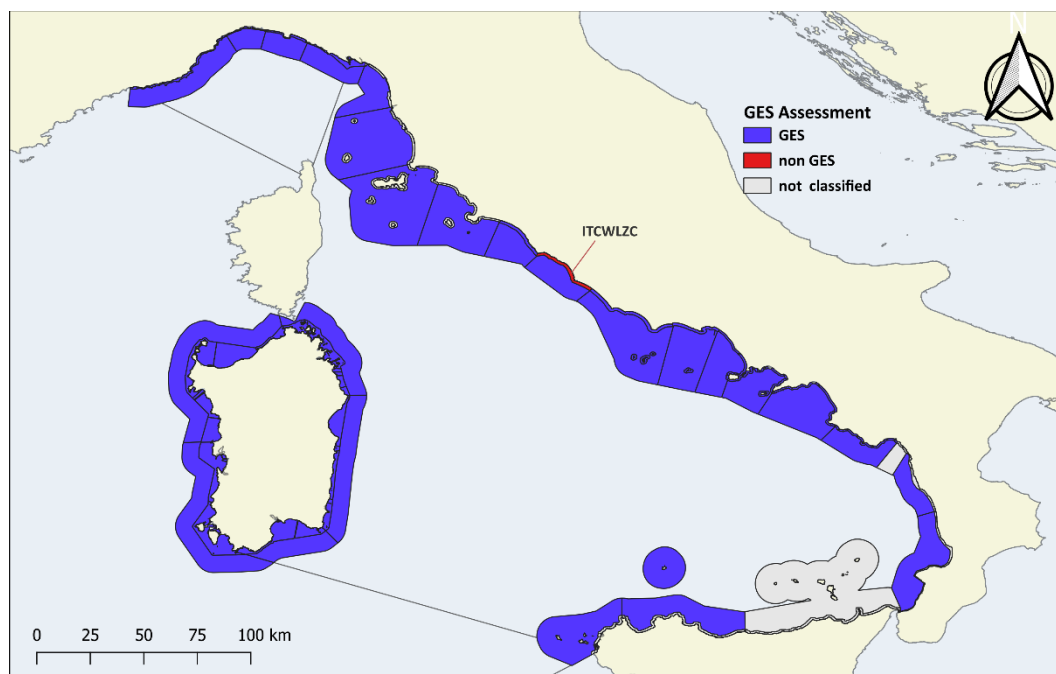 N
GES Assessment
GES
non GES
not classified
ITCWLZC
0 25 50 75 100 km